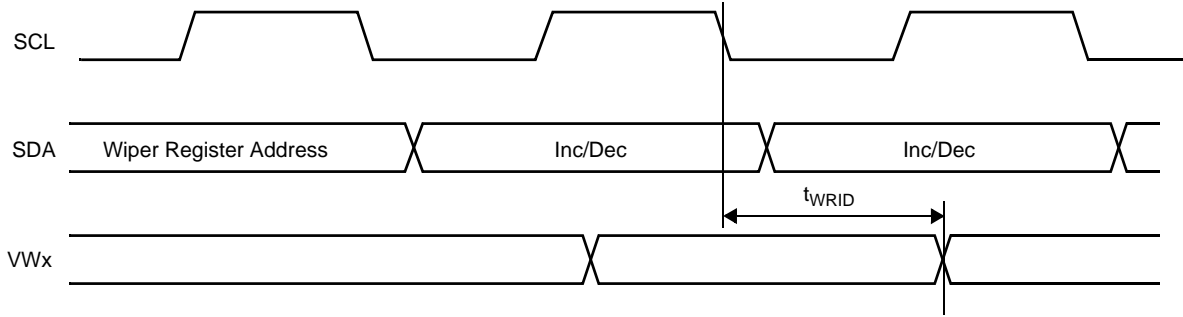 SCL
SDA Wiper Register Address Inc/Dec Inc/Dec
tWRID
VWx